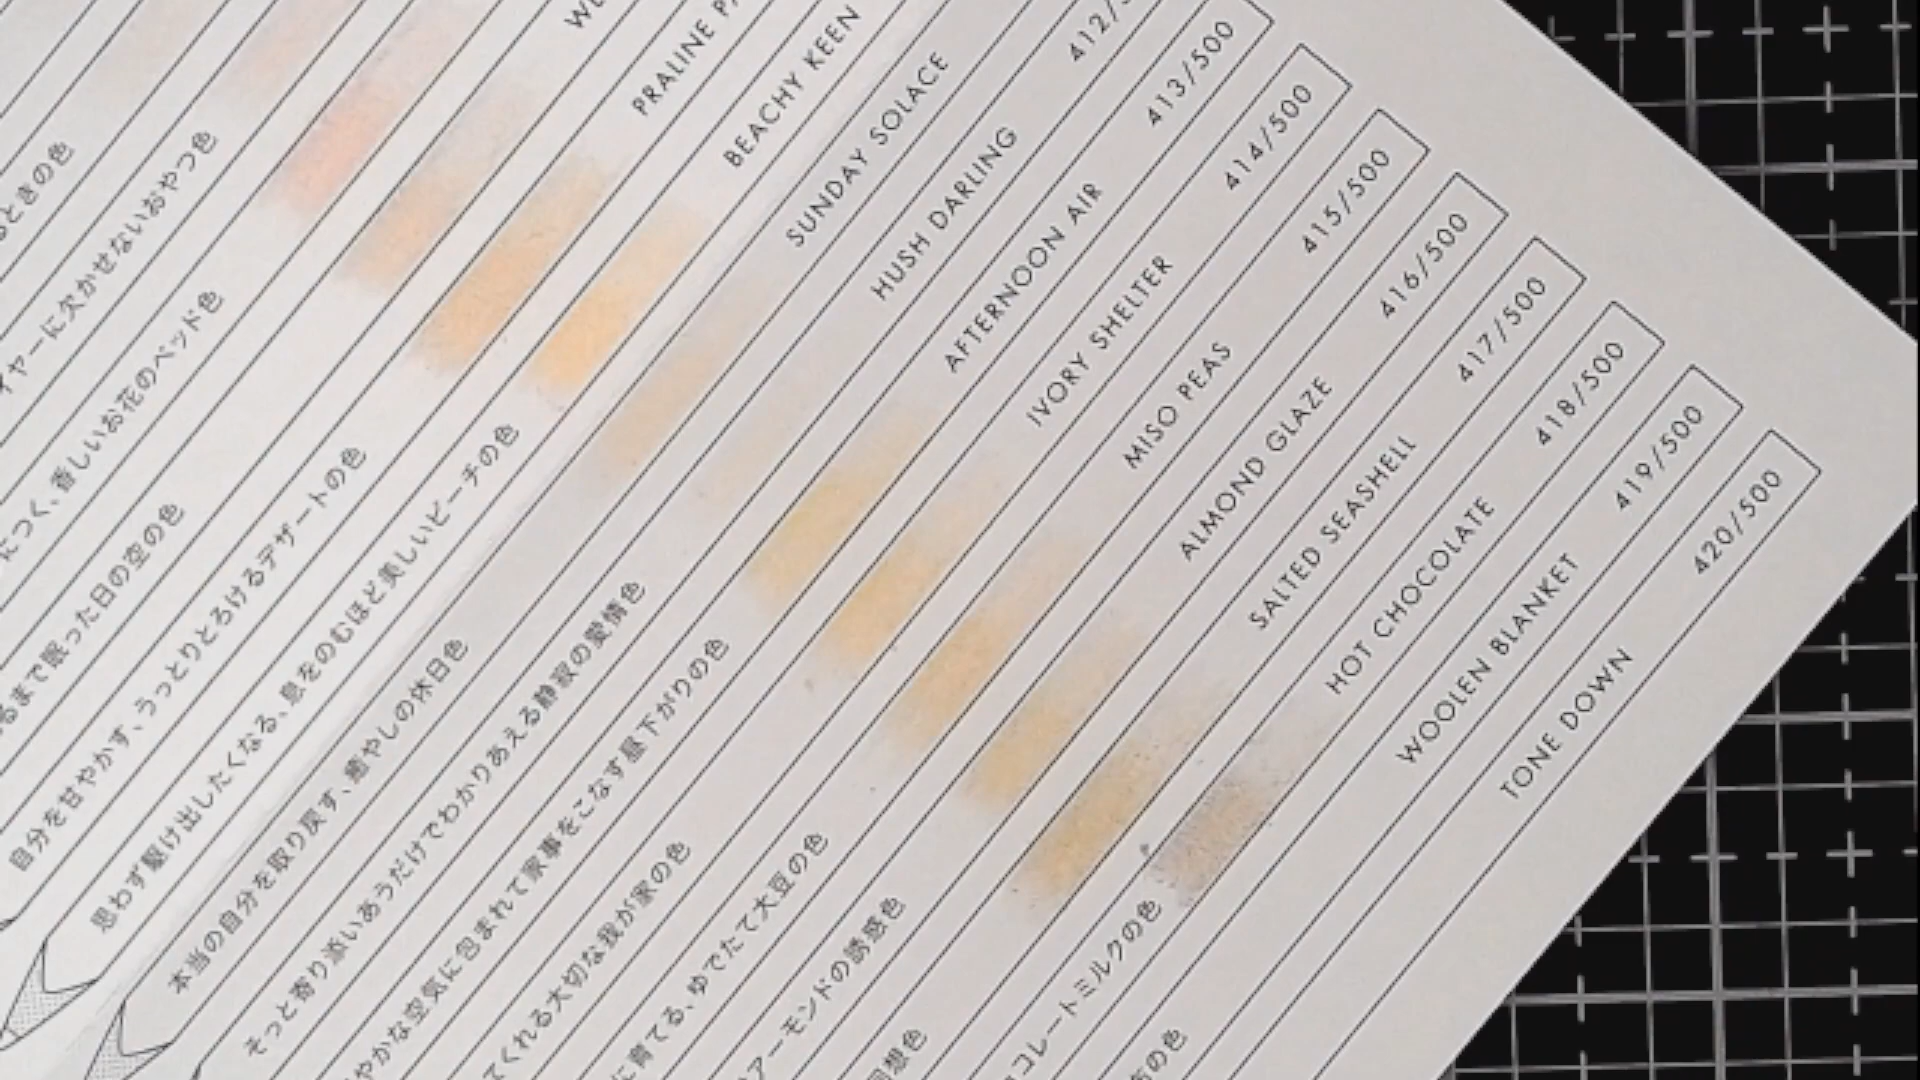 るときの色
イヤーに欠かせないおやつ色
につく、香しいお花のベッド色
るまで眠った日の空の色 WE
自分を甘やかす、うっとりとろけるデザートの色 PRALINE P
思わず駆け出したくなる、息をのむほど美しいビーチの色 BEACHY KEEN
本当の自分を取り戻す、癒やしの休日色 SUNDAY SOLACE
そっと寄り添いあうだけでわかりあえる静寂の愛情色 HUSH DARLING 412/5
やかな空気に包まれて家事をこなす昼下がりの色 AFTERNOON AIR 413/500
てくれる大切な我が家の色 IVORY SHELTER 414/500
に育てる、ゆでたて大豆の色 MISO PEAS 415/500
アーモンドの誘惑色 ALMOND GLAZE 416/500
回想色 SALTED SEASHELL 417/500
コレートミルクの色 HOT CHOCOLATE 418/500
の色 WOOLEN BLANKET 419/500
TONE DOWN 420/500